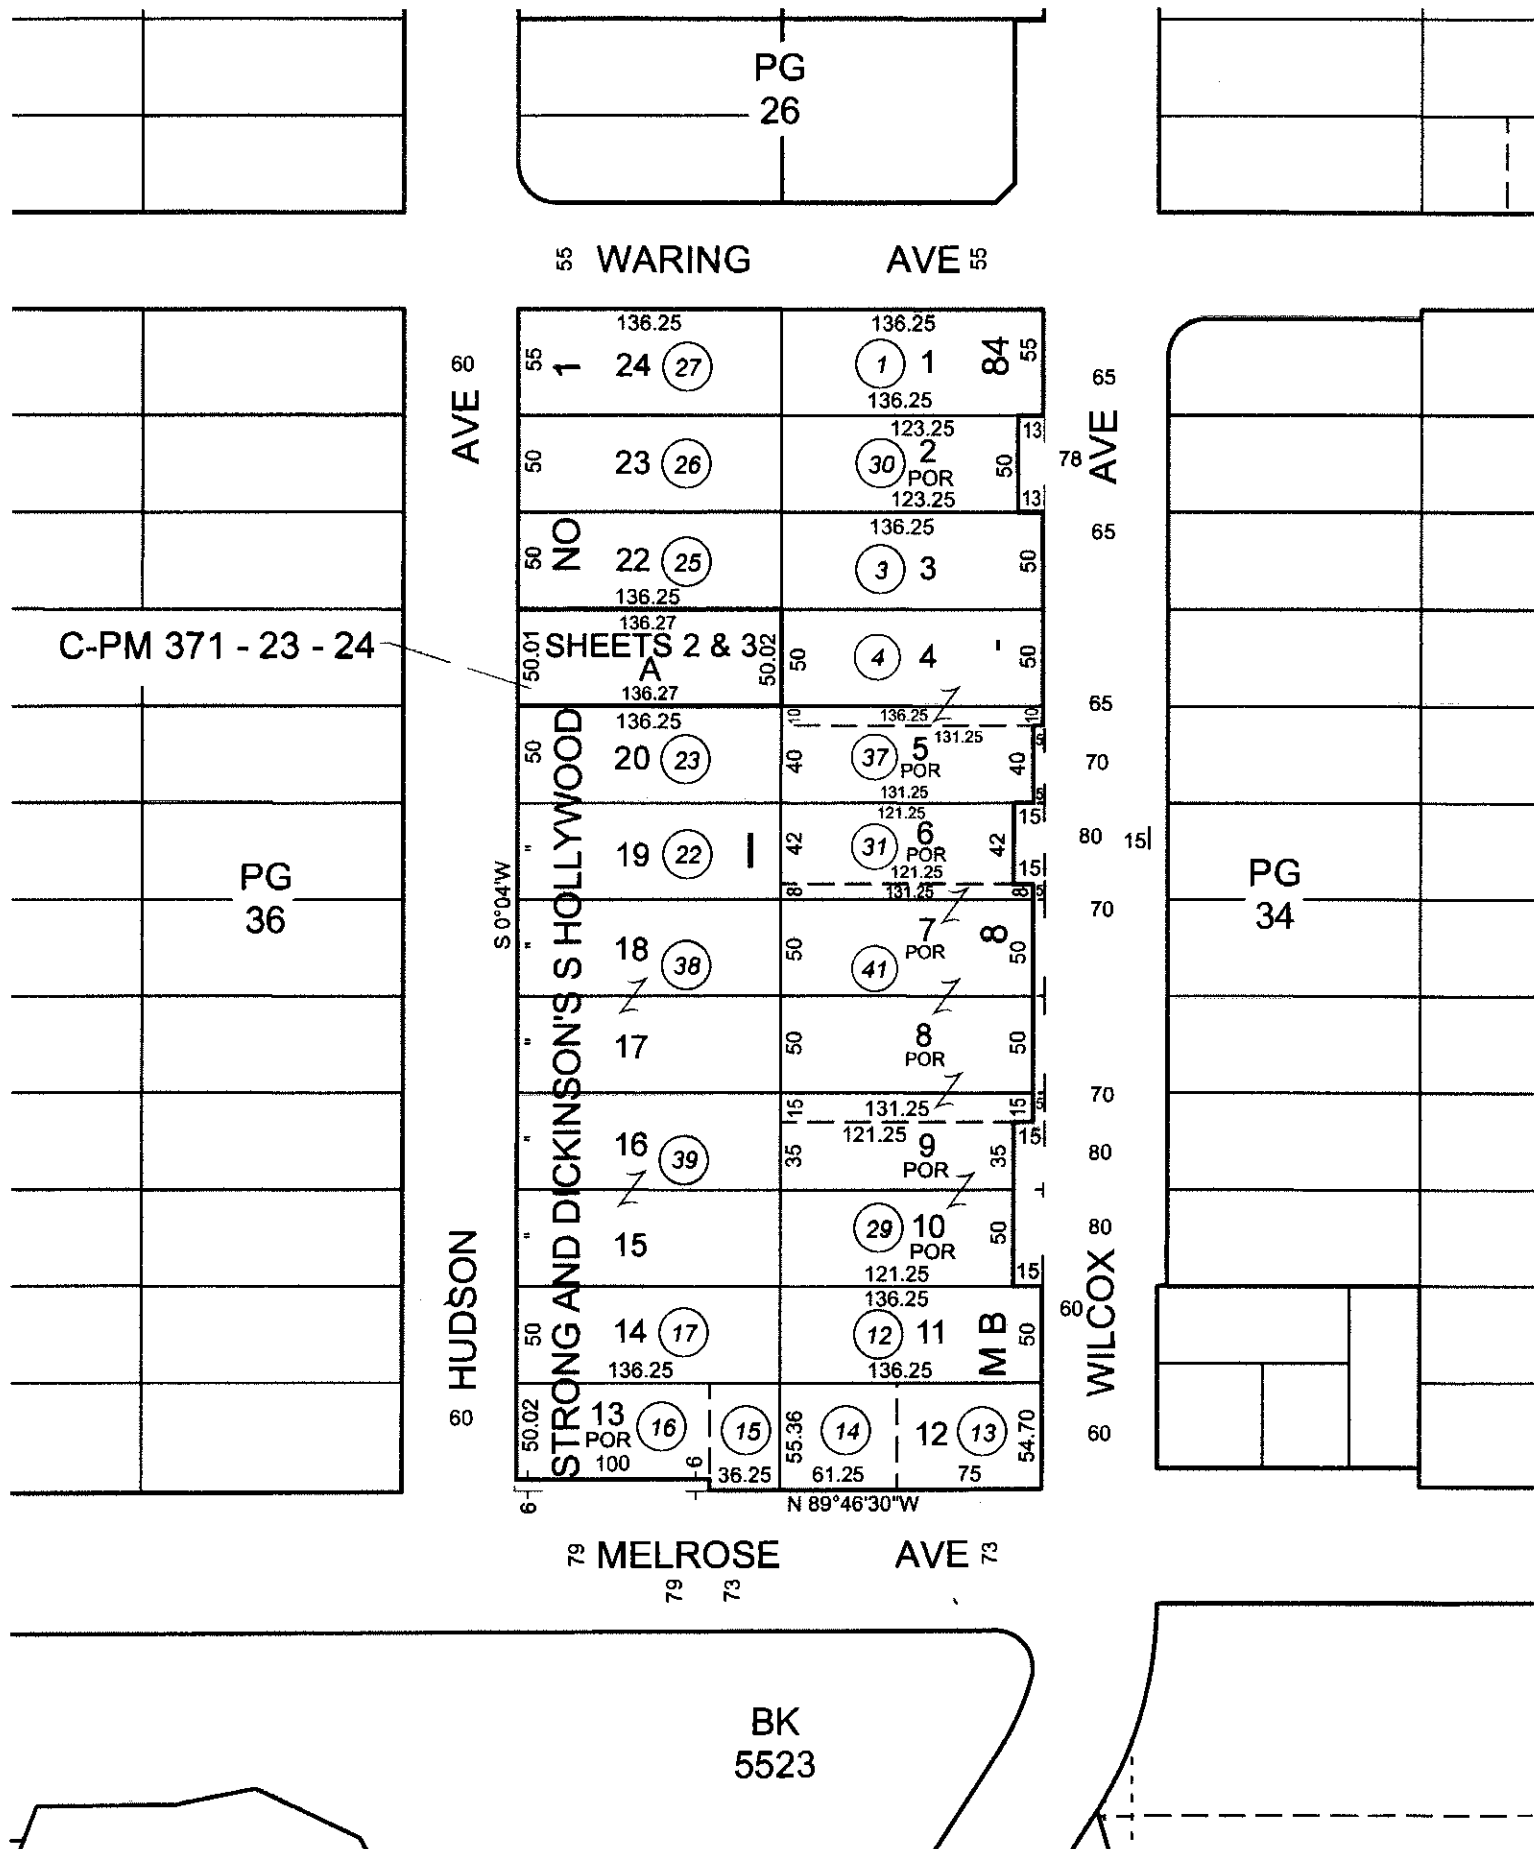 PG
26
55 WARING AVE 55
136.25 136.25
60 AVE 55 1 24 27 1 1 84 55 65
136.25
123.25 13
50 23 26 30 2 50 78 AVE
POR
123.25 13
136.25
50 NO 22 25 3 3 50 65
136.25
136.27
C-PM 371 - 23 - 24
50.01 SHEETS 2 & 3 50.02 50 4 4 - 50
A
136.27
136.25 10 136.25 10 65
131.25 5
50 20 23 40 37 5 40 70
POR
131.25 5
121.25 15
" 19 22 42 31 6 42 80 15
POR
121.25 15
8 131.25 8 5
PG
36
S 0°04'W
PG
34
" 18 38 50 41 7 8 50 70
POR
" 17 50 8 50
POR
15 131.25 15 5 70
121.25 15
" 16 39 35 9 35 80
POR
" 15 29 10 50 80
POR
121.25 15
136.25
HUDSON 50 14 17 12 11 M B 50 60 WILCOX
136.25 136.25
STRONG AND DICKINSON'S S HOLLYWOOD
60 50.02 13 16 15 55.36 14 12 13 54.70 60
POR
100 6 36.25 61.25 75
6 N 89°46'30"W
79 MELROSE AVE 73
79 73
BK
5523